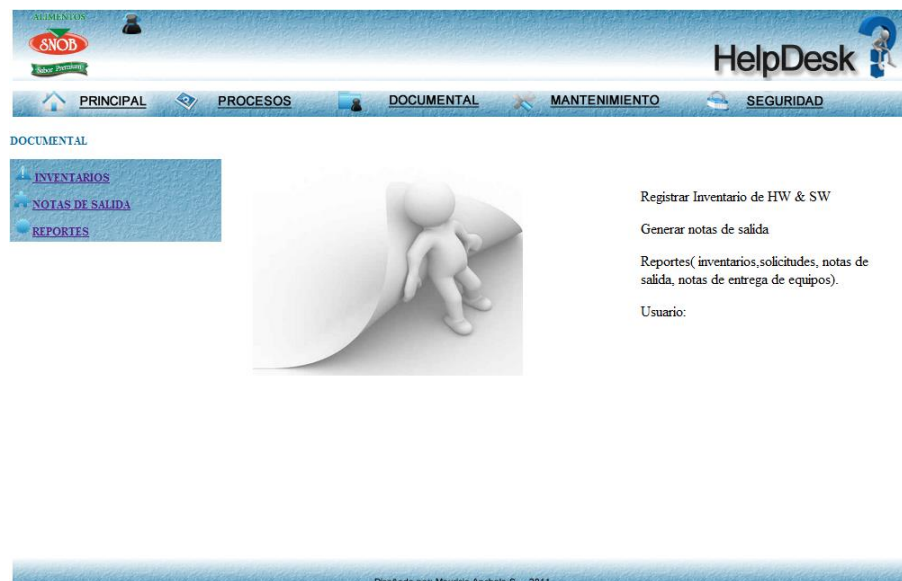 ALIMENTOS
SNOB
Sabor Premium
HelpDesk
PRINCIPAL PROCESOS DOCUMENTAL MANTENIMIENTO SEGURIDAD
DOCUMENTAL
INVENTARIOS
NOTAS DE SALIDA
REPORTES
Registrar Inventario de HW & SW
Generar notas de salida
Reportes( inventarios,solicitudes, notas de
salida, notas de entrega de equipos).
Usuario:
2011